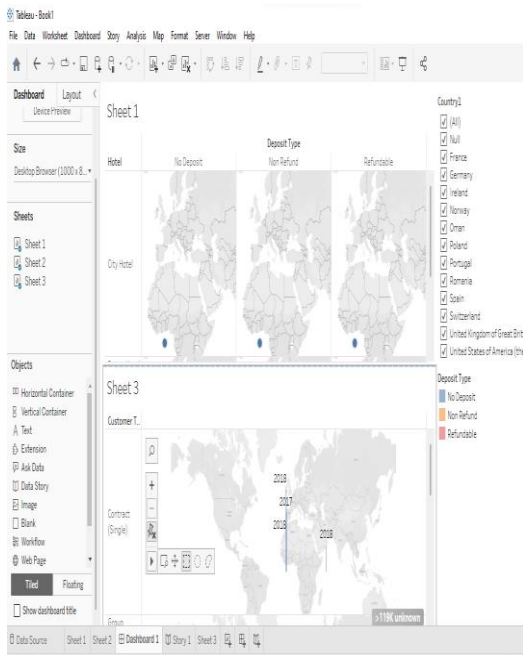 Tableau - Book1
File Data Worksheet Dashboard Story Analysis Map Format Server Window Help
Dashboard Layout
Device Preview
Size
Desktop Browser (1000 x 8...
Sheets
Sheet 1
Sheet 2
Sheet 3
Objects
Horizontal Container
Vertical Container
A Text
Extension
Ask Data
Data Story
Image
Blank
Workflow
Web Page
Tiled Floating
Show dashboard title
Sheet 1
Deposit Type
Hotel No Deposit Non Refund Refundable
City Hotel
Sheet 3
Customer T..
Contract
(Single)
2018
2017
2018
2018
>119K unknown
Group
Country1
(All)
Null
France
Germany
Ireland
Norway
Oman
Poland
Portugal
Romania
Spain
Switzerland
United Kingdom of Great Brit
United States of America (the
Deposit Type
No Deposit
Non Refund
Refundable
Data Source Sheet 1 Sheet 2 Dashboard 1 Story 1 Sheet 3